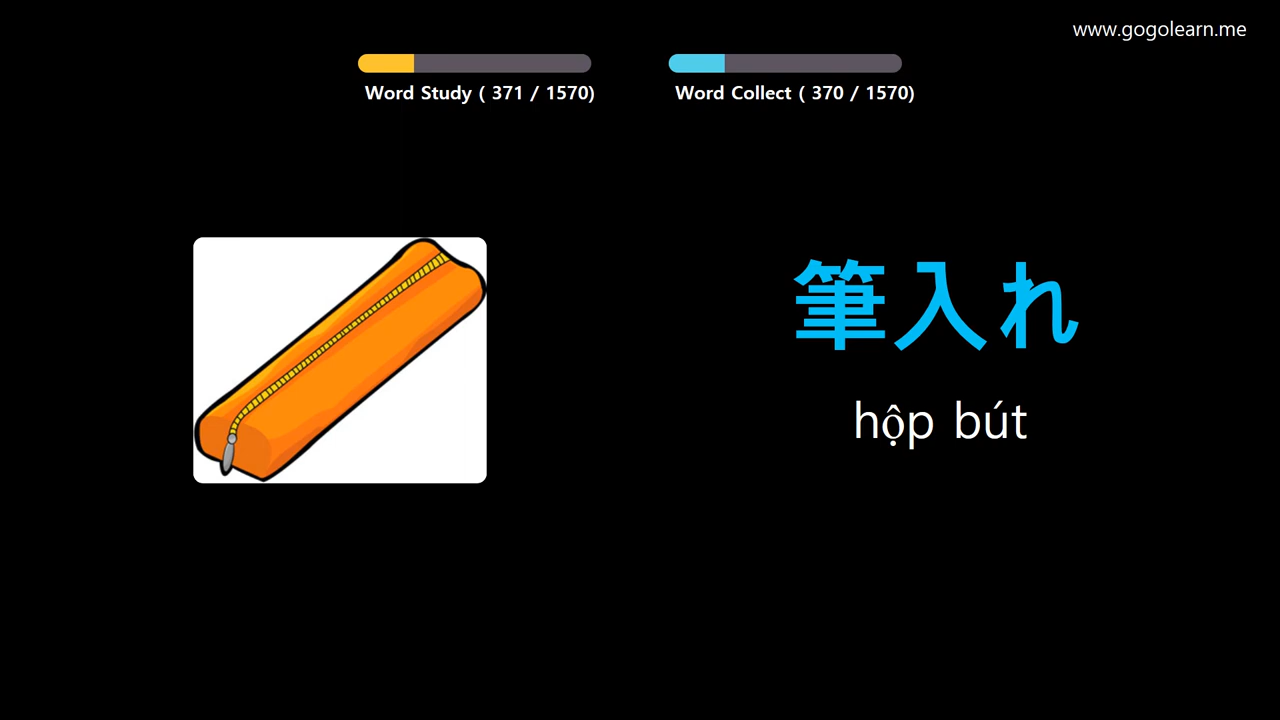 www.gogolearn.me
Word Study ( 371 / 1570)
Word Collect ( 370 / 1570)
筆入れ
hộp bút